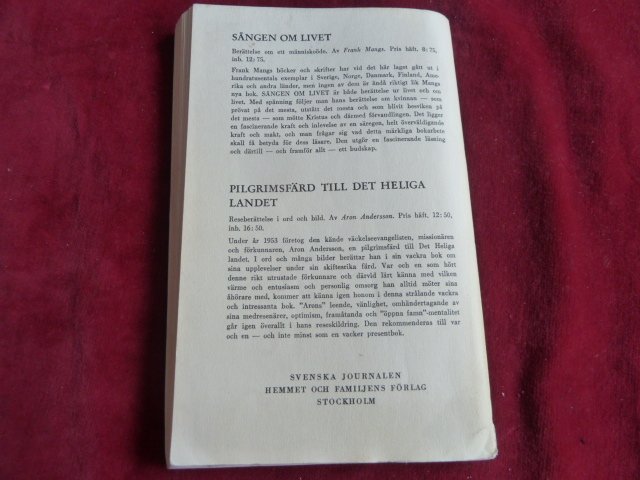 SÅNGEN OM LIVET
Berättelse om ett människoöde. Av Frank Mangs. Pris häft. 8:75,
inb. 12:75.
Frank Mangs böcker och skrifter har vid det här laget gått ut i
hundratusentals exemplar i Sverige, Norge, Danmark, Finland, Ame-
rika och andra länder, men ingen av dem är ändå riktigt lik Mangs
nya bok. SÅNGEN OM LIVET är både berättelse ur livet och om
livet. Med spänning följer man hans berättelse om kvinnan — som
prövat på det mesta, utstått det mesta och som blivit besviken på
det mesta — som mötte Kristus och därmed förvandlingen. Det ligger
en fascinerande kraft och inlevelse av en säregen, helt överväldigande
kraft och makt, och man frågar sig vad detta märkliga bokarbete
skall få betyda för dess läsare. Den utgör en fascinerande läsning
och därtill — och framför allt — ett budskap.
PILGRIMSFÄRD TILL DET HELIGA
LANDET
Reseberättelse i ord och bild. Av Aron Andersson. Pris häft. 12:50,
inb. 16:50.
Under år 1953 företog den kände väckelseevangelisten, missionären
och förkunnaren, Aron Andersson, en pilgrimsfärd till Det Heliga
landet. I ord och många bilder berättar han i sin vackra bok om
sina upplevelser under sin skiftesrika färd. Var och en som hört
denne rikt utrustade förkunnare och därvid lärt känna med vilken
värme och entusiasm och personlig omsorg han alltid möter sina
åhörare med, kommer att känna igen honom i denna strålande vackra
och intressanta bok. "Arons" leende, vänlighet, omhändertagande av
sina medresenärer, optimism, framåtanda och "öppna famn"-mentalitet
går igen överallt i hans reseskildring. Den rekommenderas till var
och en — och inte minst som en vacker presentbok.
SVENSKA JOURNALEN
HEMMET OCH FAMILJENS FÖRLAG
STOCKHOLM